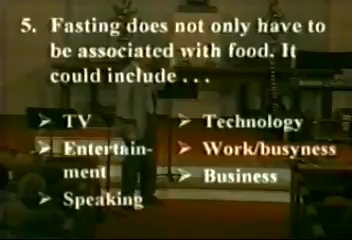 5. Fasting does not only have to
be associated with food. It
could include . . .
➢ TV
➢ Entertain-
ment
➢ Speaking
➢ Technology
➢ Work/busyness
➢ Business